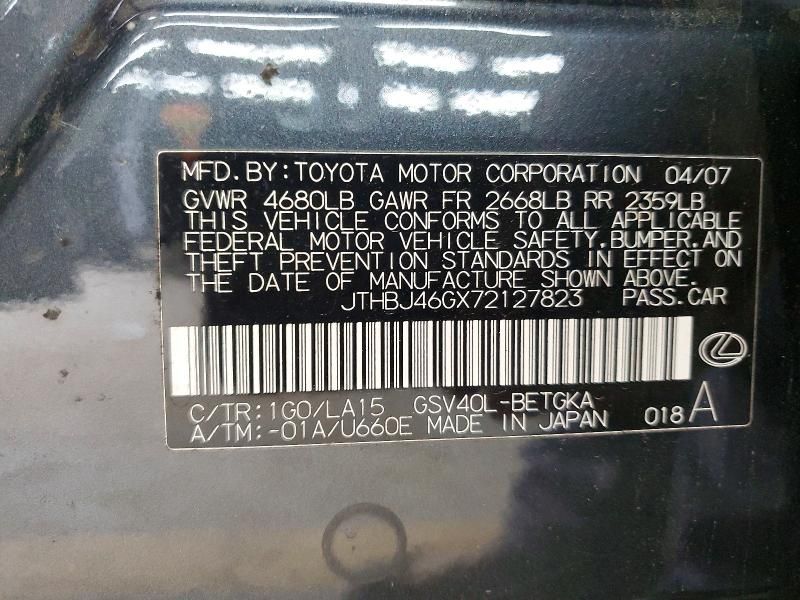 MFD. BY: TOYOTA MOTOR CORPORATION 04/07
GVWR 4680LB GAWR FR 2668LB RR 2359LB
THIS VEHICLE CONFORMS TO ALL APPLICABLE
FEDERAL MOTOR VEHICLE SAFETY. BUMPER. AND
THEFT PREVENTION STANDARDS IN EFFECT ON
THE DATE OF MANUFACTURE SHOWN ABOVE.
JTHBJ46GX72127823 PASS. CAR
C/TR: 1G0/LA15 GSV40L-BETGKA
A/TM: -01A/U660E MADE IN JAPAN 018 A